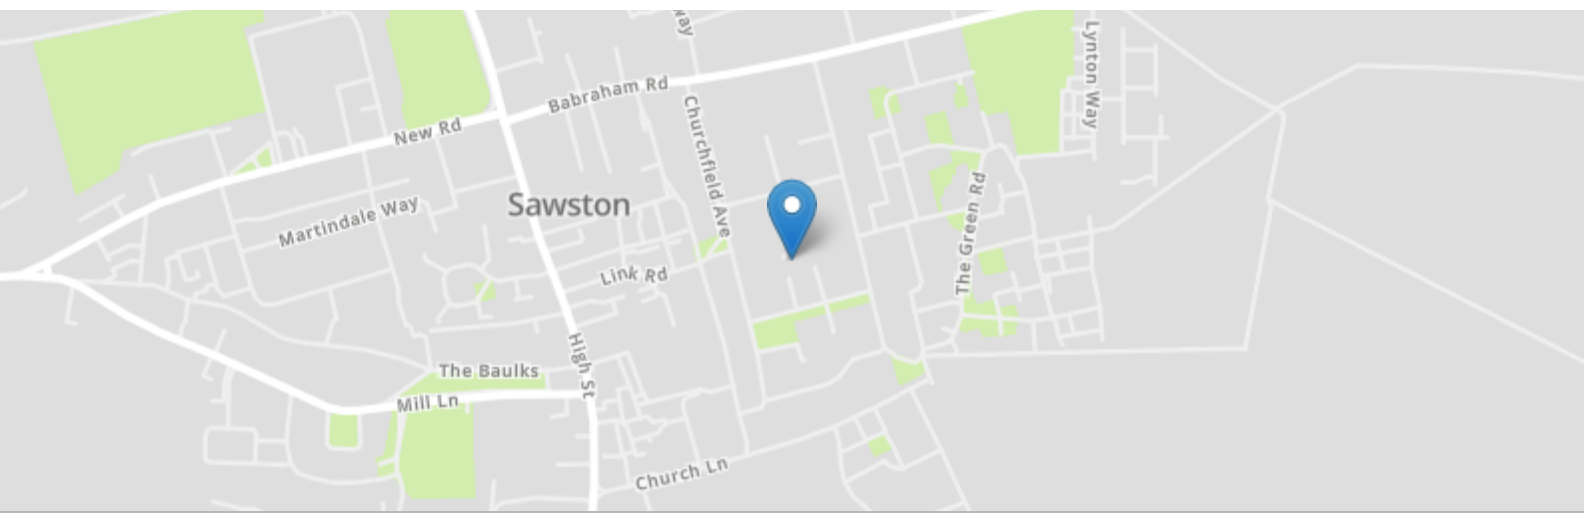 way
Lynton Way
Babraham Rd
New Rd
Churchfield Ave
Sawston
Martindale Way
The Green Rd
Link Rd
High St
The Baulks
Mill Ln
Church Ln